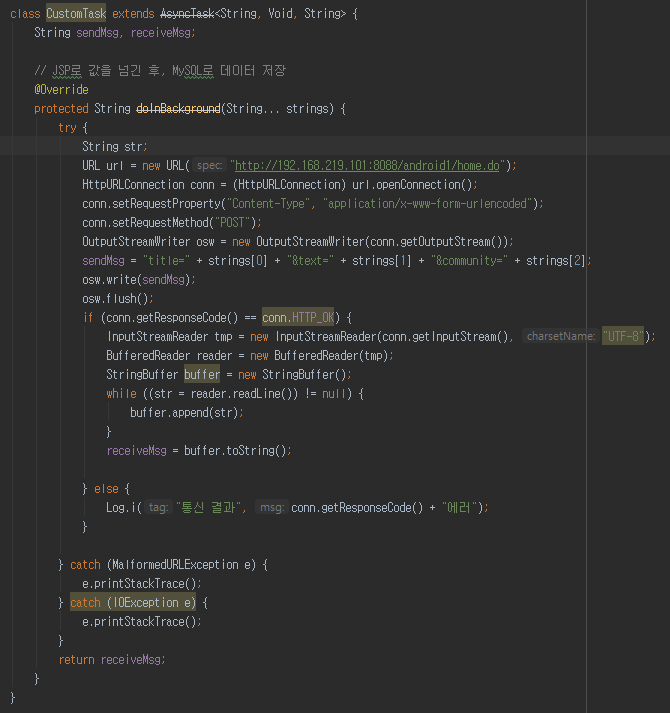 class CustomTask extends AsyncTask<String, Void, String> {
    String sendMsg, receiveMsg;

    // JSP로 값을 넘긴 후, MySQL로 데이터 저장
    @Override
    protected String doInBackground(String... strings) {
        try {
            String str;
            URL url = new URL( spec: "http://192.168.219.101:8088/android1/home.do");
            HttpURLConnection conn = (HttpURLConnection) url.openConnection();
            conn.setRequestProperty("Content-Type", "application/x-www-form-urlencoded");
            conn.setRequestMethod("POST");
            OutputStreamWriter osw = new OutputStreamWriter(conn.getOutputStream());
            sendMsg = "title=" + strings[0] + "&text=" + strings[1] + "&community=" + strings[2];
            osw.write(sendMsg);
            osw.flush();
            if (conn.getResponseCode() == conn.HTTP_OK) {
                InputStreamReader tmp = new InputStreamReader(conn.getInputStream(), charsetName: "UTF-8");
                BufferedReader reader = new BufferedReader(tmp);
                StringBuffer buffer = new StringBuffer();
                while ((str = reader.readLine()) != null) {
                    buffer.append(str);
                }
                receiveMsg = buffer.toString();

            } else {
                Log.i( tag: "통신 결과", msg: conn.getResponseCode() + "에러");
            }

        } catch (MalformedURLException e) {
            e.printStackTrace();
        } catch (IOException e) {
            e.printStackTrace();
        }
        return receiveMsg;
    }
}